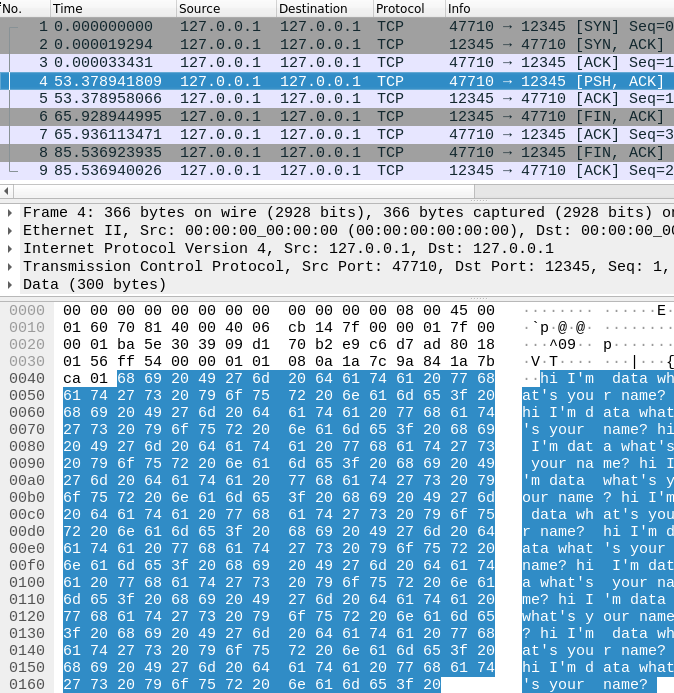 No. Time Source Destination Protocol Info
1 0.000000000 127.0.0.1 127.0.0.1 TCP 47710 → 12345 [SYN] Seq=0
2 0.000019294 127.0.0.1 127.0.0.1 TCP 12345 → 47710 [SYN, ACK]
3 0.000033431 127.0.0.1 127.0.0.1 TCP 47710 → 12345 [ACK] Seq=1
4 53.378941809 127.0.0.1 127.0.0.1 TCP 47710 → 12345 [PSH, ACK]
5 53.378958066 127.0.0.1 127.0.0.1 TCP 12345 → 47710 [ACK] Seq=1
6 65.928944995 127.0.0.1 127.0.0.1 TCP 47710 → 12345 [FIN, ACK]
7 65.936113471 127.0.0.1 127.0.0.1 TCP 12345 → 47710 [ACK] Seq=3
8 85.536923935 127.0.0.1 127.0.0.1 TCP 12345 → 47710 [FIN, ACK]
9 85.536940026 127.0.0.1 127.0.0.1 TCP 47710 → 12345 [ACK] Seq=2
Frame 4: 366 bytes on wire (2928 bits), 366 bytes captured (2928 bits) on
Ethernet II, Src: 00:00:00_00:00:00 (00:00:00:00:00:00), Dst: 00:00:00_00
Internet Protocol Version 4, Src: 127.0.0.1, Dst: 127.0.0.1
Transmission Control Protocol, Src Port: 47710, Dst Port: 12345, Seq: 1,
Data (300 bytes)
0000 00 00 00 00 00 00 00 00 00 00 00 00 08 00 45 00 ········ ······E
0010 01 60 70 81 40 00 40 06 cb 14 7f 00 00 01 7f 00 ·`p·@·@· ········
0020 00 01 ba 5e 30 39 09 d1 70 b2 e9 c6 d7 ad 80 18 ···^09·· p·······
0030 01 56 ff 54 00 00 01 01 08 0a 1a 7c 9a 84 1a 7b ·V·T···· ···|···{
0040 ca 01 68 69 20 49 27 6d 20 64 61 74 61 20 77 68 ··hi I'm data wh
0050 61 74 27 73 20 79 6f 75 72 20 6e 61 6d 65 3f 20 at's you r name?
0060 68 69 20 49 27 6d 20 64 61 74 61 20 77 68 61 74 hi I'm d ata what
0070 27 73 20 79 6f 75 72 20 6e 61 6d 65 3f 20 68 69 's your name? hi
0080 20 49 27 6d 20 64 61 74 61 20 77 68 61 74 27 73 I'm dat a what's
0090 20 79 6f 75 72 20 6e 61 6d 65 3f 20 68 69 20 49 your na me? hi I
00a0 27 6d 20 64 61 74 61 20 77 68 61 74 27 73 20 79 'm data what's y
00b0 6f 75 72 20 6e 61 6d 65 3f 20 68 69 20 49 27 6d our name ? hi I'm
00c0 20 64 61 74 61 20 77 68 61 74 27 73 20 79 6f 75 data wh at's you
00d0 72 20 6e 61 6d 65 3f 20 68 69 20 49 27 6d 20 64 r name? hi I'm d
00e0 61 74 61 20 77 68 61 74 27 73 20 79 6f 75 72 20 ata what 's your
00f0 6e 61 6d 65 3f 20 68 69 20 49 27 6d 20 64 61 74 name? hi I'm dat
0100 61 20 77 68 61 74 27 73 20 79 6f 75 72 20 6e 61 a what's your na
0110 6d 65 3f 20 68 69 20 49 27 6d 20 64 61 74 61 20 me? hi I 'm data
0120 77 68 61 74 27 73 20 79 6f 75 72 20 6e 61 6d 65 what's y our name
0130 3f 20 68 69 20 49 27 6d 20 64 61 74 61 20 77 68 ? hi I'm data wh
0140 61 74 27 73 20 79 6f 75 72 20 6e 61 6d 65 3f 20 at's you r name?
0150 68 69 20 49 27 6d 20 64 61 74 61 20 77 68 61 74 hi I'm d ata what
0160 27 73 20 79 6f 75 72 20 6e 61 6d 65 3f 20 's your name?